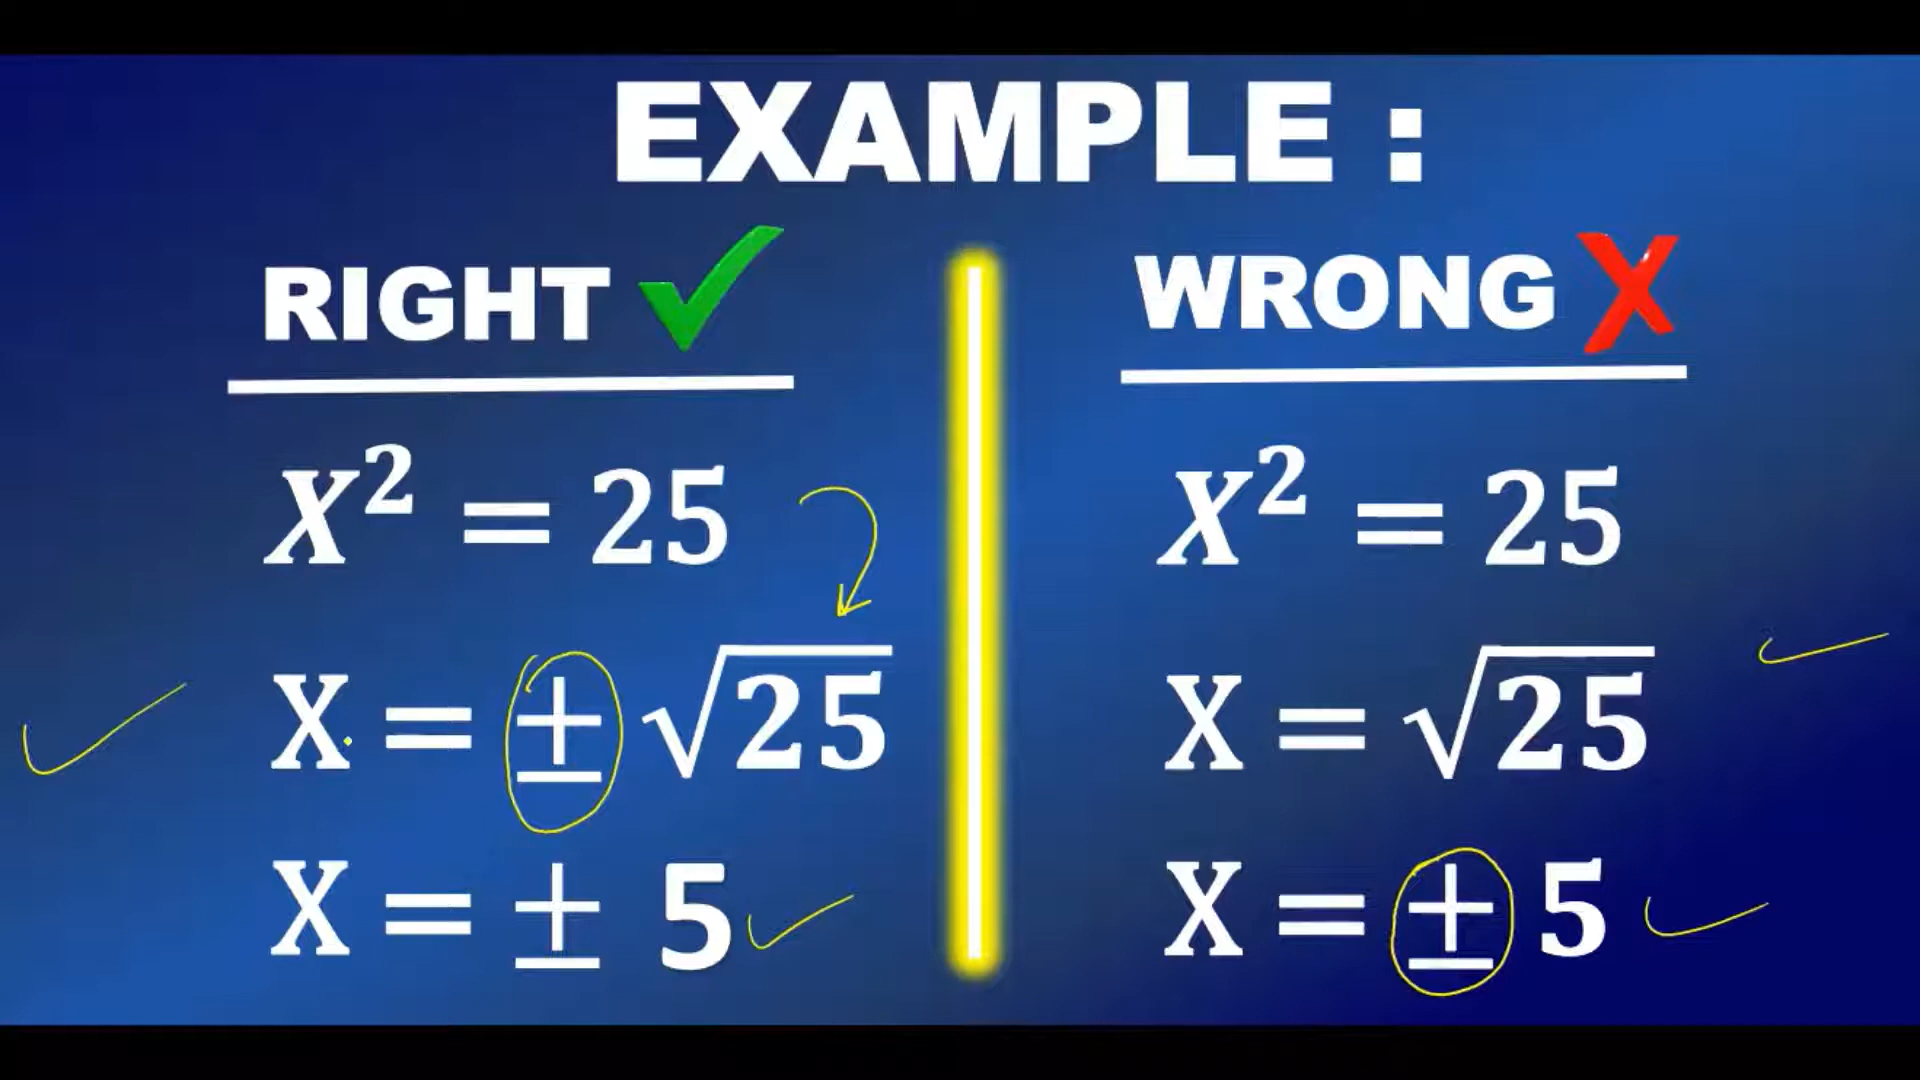 EXAMPLE :
RIGHT ✓
X² = 25
X = ± √25
X = ± 5
WRONG X
X² = 25
X = √25
X = ± 5